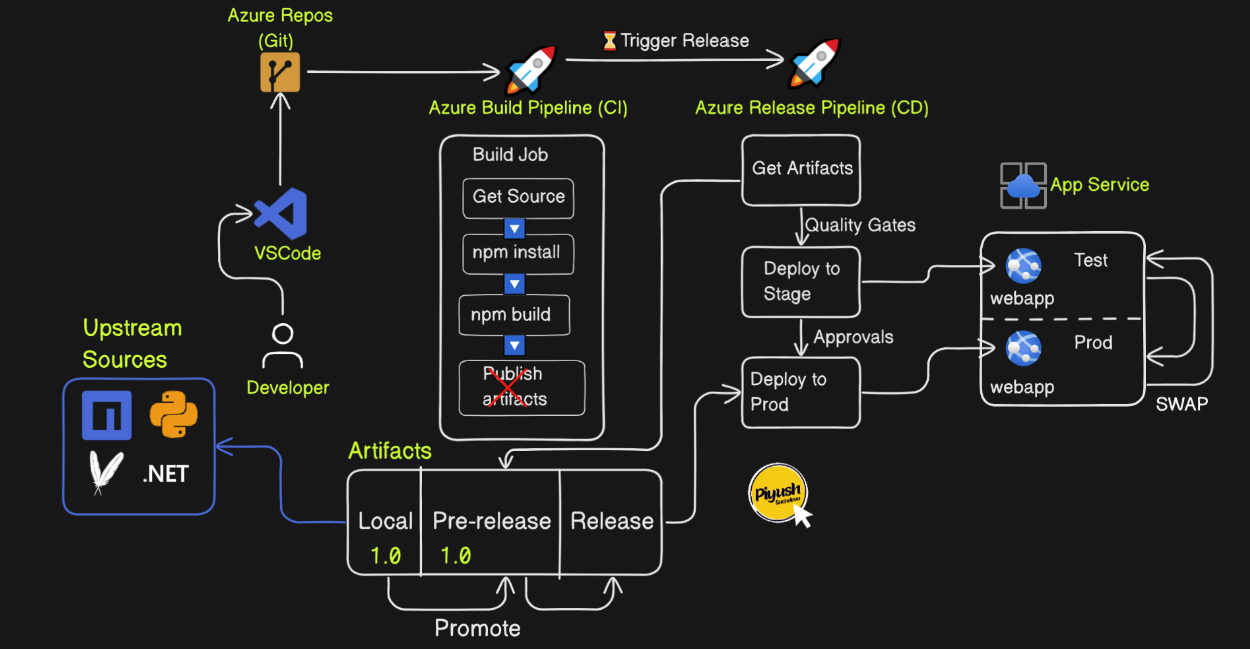 Azure Repos
(Git)
Trigger Release
Azure Build Pipeline (CI)
Azure Release Pipeline (CD)
Build Job
Get Source
npm install
npm build
Publish
artifacts
Get Artifacts
Quality Gates
Deploy to
Stage
Approvals
Deploy to
Prod
App Service
Test
webapp
Prod
webapp
SWAP
VSCode
Developer
Upstream
Sources
.NET
Artifacts
Local
1.0
Pre-release
1.0
Release
Promote
Piyush
Sachdeva